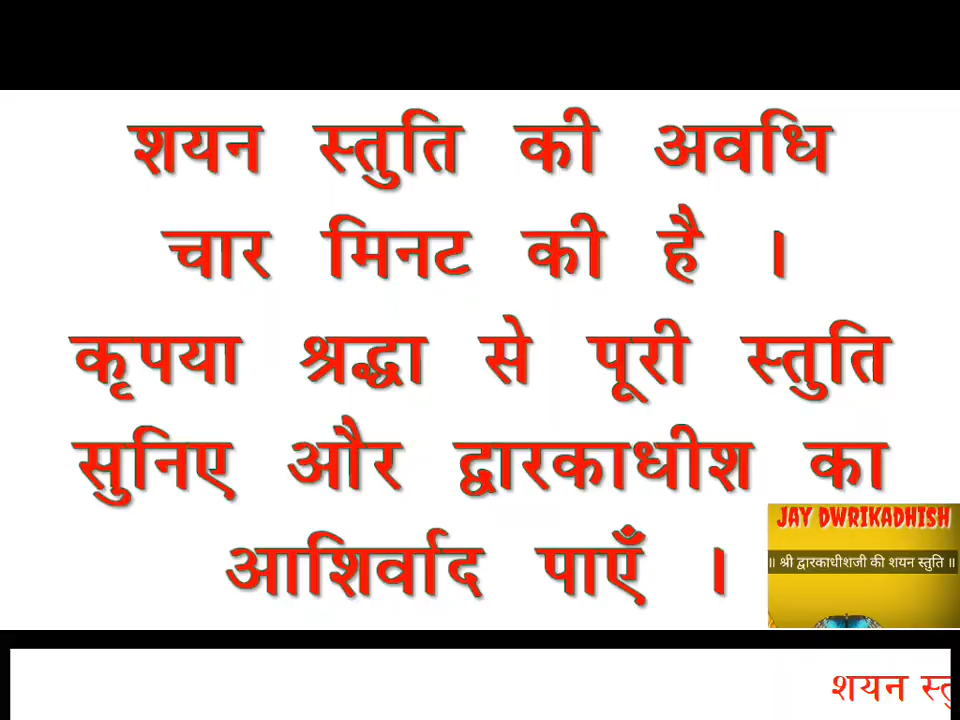 शयन स्तुति की अवधि
चार मिनट की है ।
कृपया श्रद्धा से पूरी स्तुति
सुनिए और द्वारकाधीश का
आशिर्वाद पाएँ ।
JAY DWRIKADHISH
॥ श्री द्वारकाधीशजी की शयन स्तुति ॥
शयन